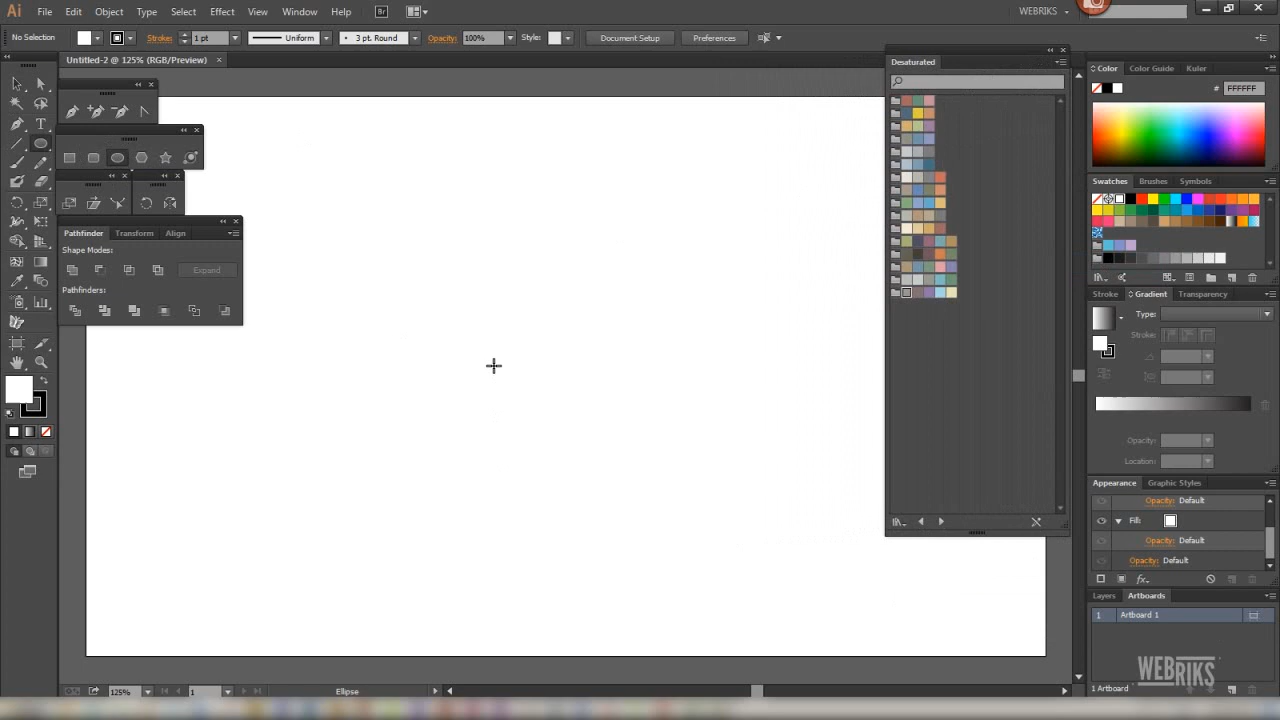 Ai File Edit Object Type Select Effect View Window Help Br WEBRIKS
No Selection Stroke: 1 pt Uniform 3 pt. Round Opacity: 100% Style: Document Setup Preferences
Untitled-2 @ 125% (RGB/Preview) ×
Desaturated
Color Color Guide Kuler
# FFFFFF
Swatches Brushes Symbols
Pathfinder Transform Align
Shape Modes:
Expand
Pathfinders:
Stroke Gradient Transparency
Type:
Stroke:
Opacity:
Location:
Appearance Graphic Styles
Opacity: Default
Fill:
Opacity: Default
Opacity: Default
Layers Artboards
1 Artboard 1
WEBRIKS
1 Artboard
125% 1 Ellipse